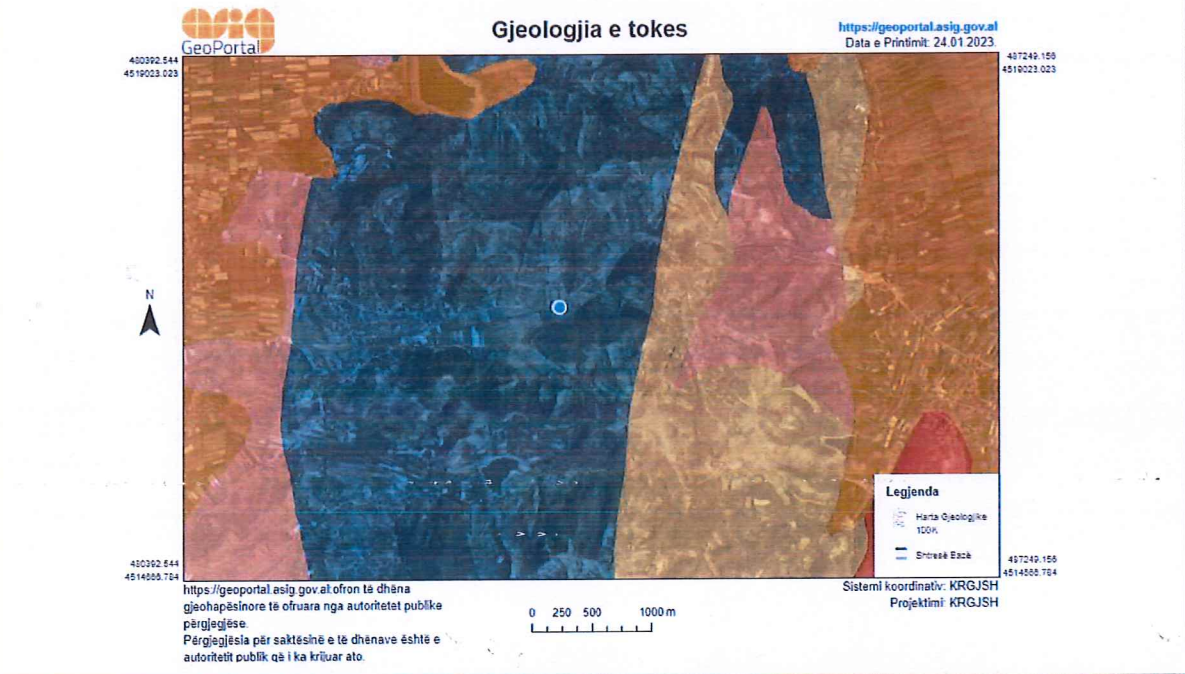 asig
GeoPortal
Gjeologjia e tokes
https://geoportal.asig.gov.al
Data e Printimit: 24.01.2023.
480392.544
4519023.023
487249.156
4519023.023
N
Legjenda
Harta Gjeologjike
100K
Shtresë Bazë
480392.544
4514666.784
487249.156
4514666.784
https://geoportal.asig.gov.al ofron të dhëna
gjeohapësinore të ofruara nga autoritetet publike
përgjegjëse.
Përgjegjësia për saktësinë e të dhënave është e
autoritetit publik që i ka krijuar ato.
0 250 500 1000 m
Sistemi koordinativ: KRGJSH
Projektimi: KRGJSH